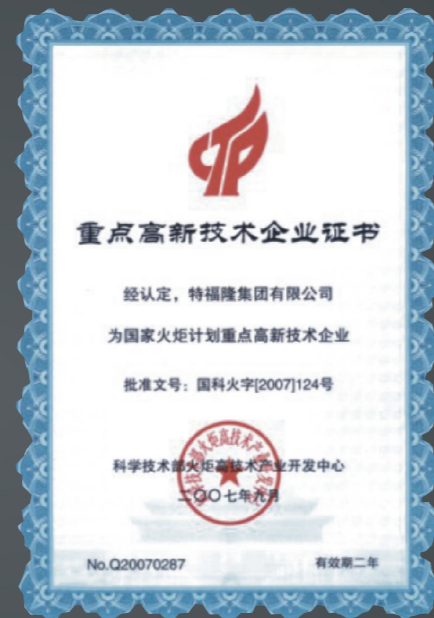 CTP
重点高新技术企业证书
经认定，特福隆集团有限公司
为国家火炬计划重点高新技术企业
批准文号：国科火字[2007]124号
科学技术部火炬高技术产业开发中心
二〇〇七年九月
No.Q20070287
有效期二年